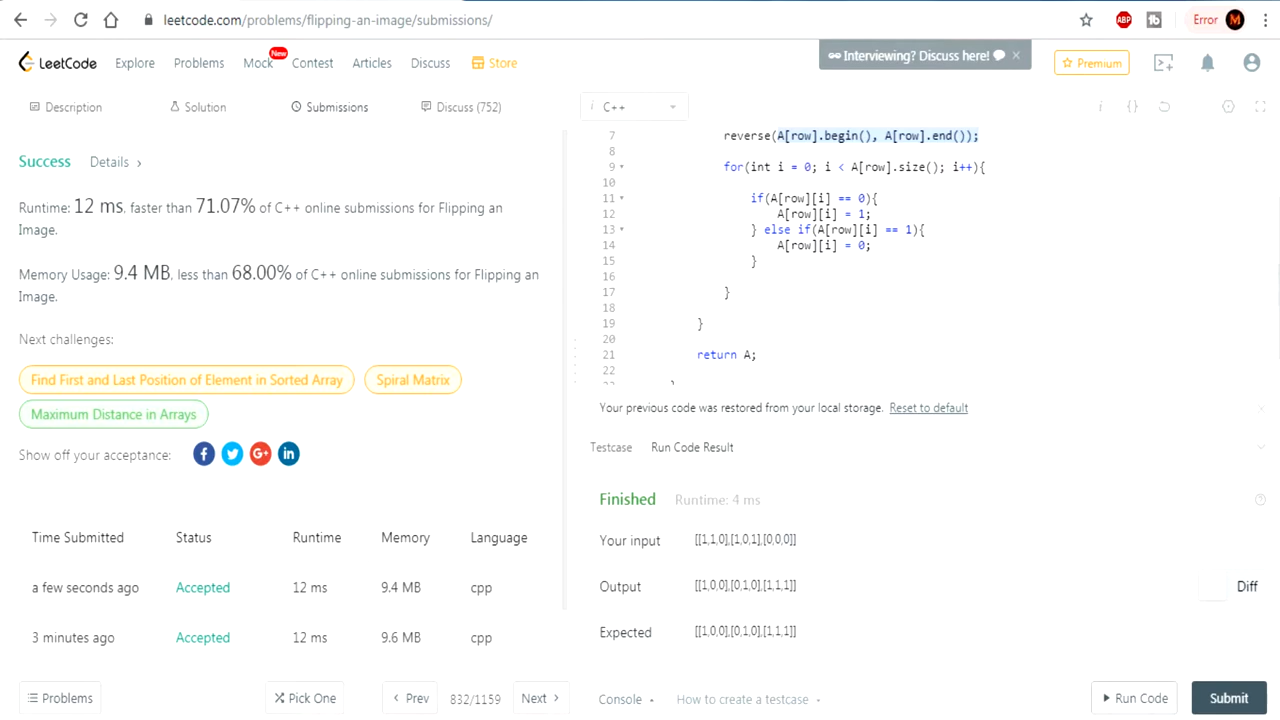 leetcode.com/problems/flipping-an-image/submissions/
ABP
Error
M
LeetCode
Explore
Problems
Mock
New
Contest
Articles
Discuss
Store
Interviewing? Discuss here!
Premium
Description
Solution
Submissions
Discuss (752)
i C++
Success
Details
Runtime: 12 ms, faster than 71.07% of C++ online submissions for Flipping an
Image.
Memory Usage: 9.4 MB, less than 68.00% of C++ online submissions for Flipping an
Image.
Next challenges:
Find First and Last Position of Element in Sorted Array
Spiral Matrix
Maximum Distance in Arrays
Show off your acceptance:
Time Submitted Status Runtime Memory Language
a few seconds ago Accepted 12 ms 9.4 MB cpp
3 minutes ago Accepted 12 ms 9.6 MB cpp
Problems
Pick One
Prev
832/1159
Next
7 reverse(A[row].begin(), A[row].end());
8
9 for(int i = 0; i < A[row].size(); i++){
10
11 if(A[row][i] == 0){
12 A[row][i] = 1;
13 } else if(A[row][i] == 1){
14 A[row][i] = 0;
15 }
16
17 }
18
19 }
20
21 return A;
22
Your previous code was restored from your local storage. Reset to default
Testcase
Run Code Result
Finished
Runtime: 4 ms
Your input [[1,1,0],[1,0,1],[0,0,0]]
Output [[1,0,0],[0,1,0],[1,1,1]]
Diff
Expected [[1,0,0],[0,1,0],[1,1,1]]
Console
How to create a testcase
Run Code
Submit